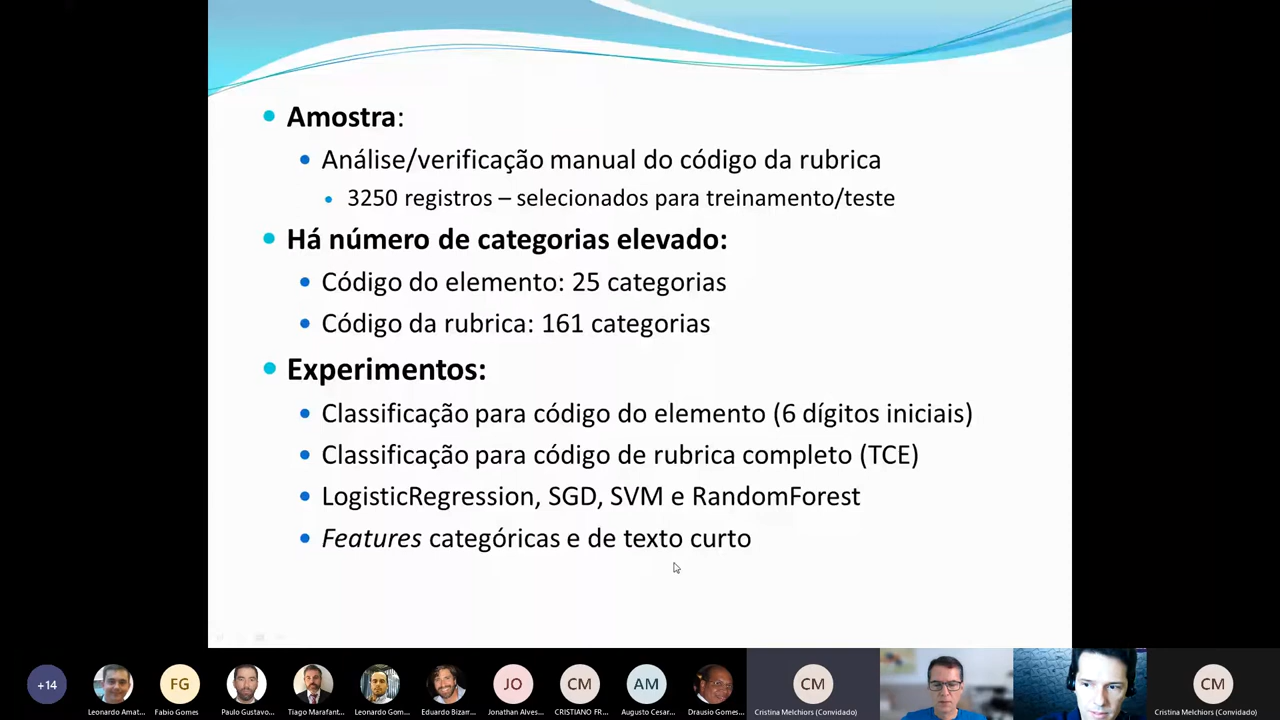 Amostra:
Análise/verificação manual do código da rubrica
3250 registros – selecionados para treinamento/teste
Há número de categorias elevado:
Código do elemento: 25 categorias
Código da rubrica: 161 categorias
Experimentos:
Classificação para código do elemento (6 dígitos iniciais)
Classificação para código de rubrica completo (TCE)
LogisticRegression, SGD, SVM e RandomForest
Features categóricas e de texto curto
+14 FG JO CM AM CM CM
Leonardo Amat... Fabio Gomes Paulo Gustavo... Tiago Marafant... Leonardo Gom... Eduardo Bizarr... Jonathan Alves... CRISTIANO FR... Augusto Cesar... Drausio Gomes... Cristina Melchiors (Convidado) Cristina Melchiors (Convidado)